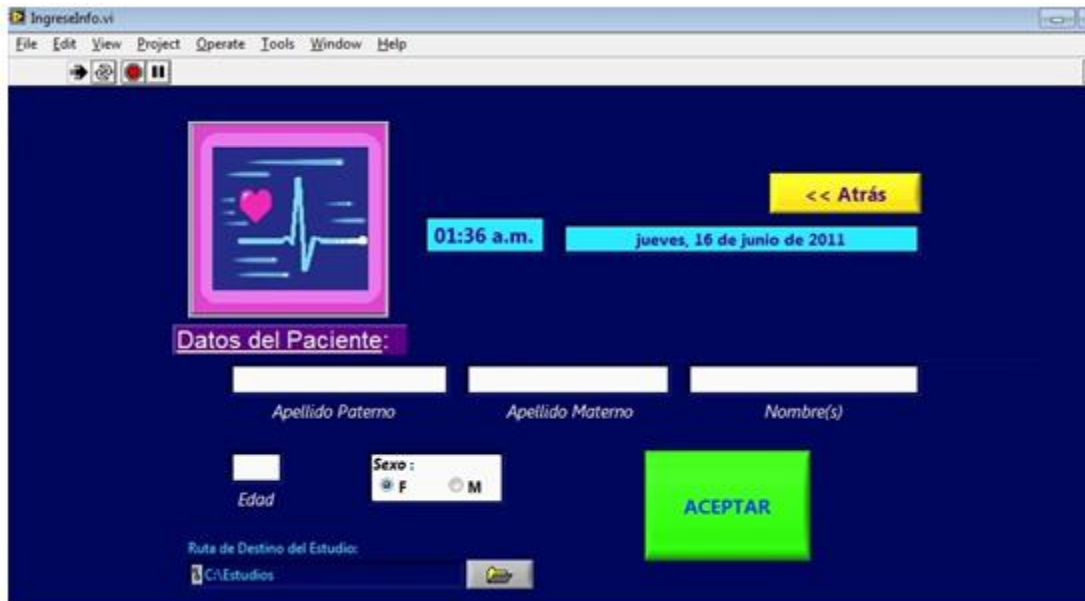 IngreseInfo.vi
File Edit View Project Operate Tools Window Help
<< Atrás
01:36 a.m.
jueves, 16 de junio de 2011
Datos del Paciente:
Apellido Paterno Apellido Materno Nombre(s)
Sexo :
F M
Edad
ACEPTAR
Ruta de Destino del Estudio:
C:\Estudios